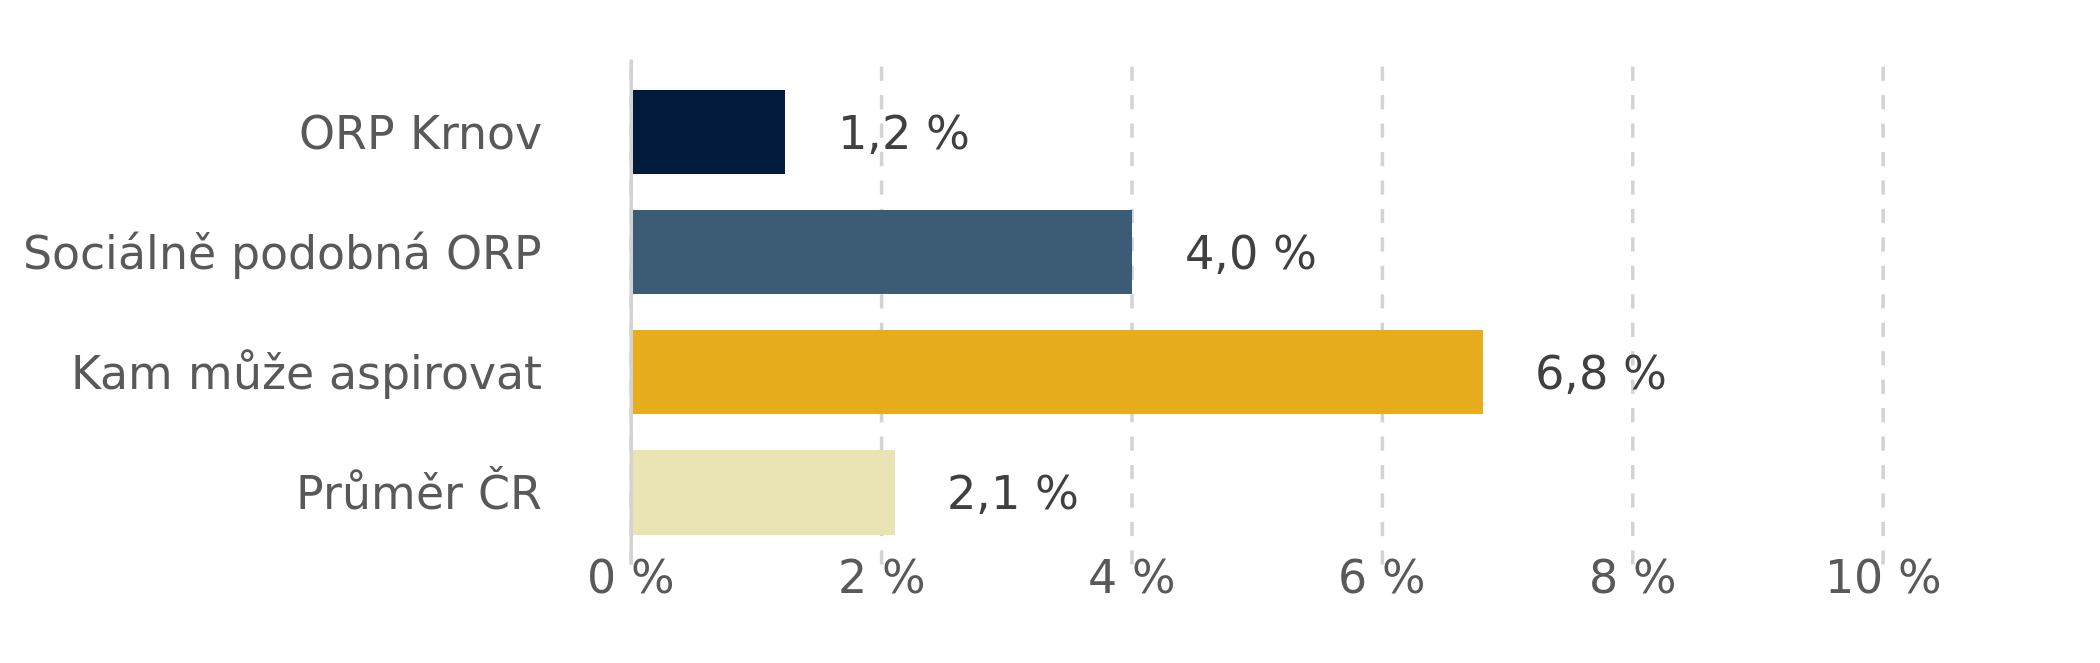 ORP Krnov 1,2 %
Sociálně podobná ORP 4,0 %
Kam může aspirovat 6,8 %
Průměr ČR 2,1 %
0 % 2 % 4 % 6 % 8 % 10 %